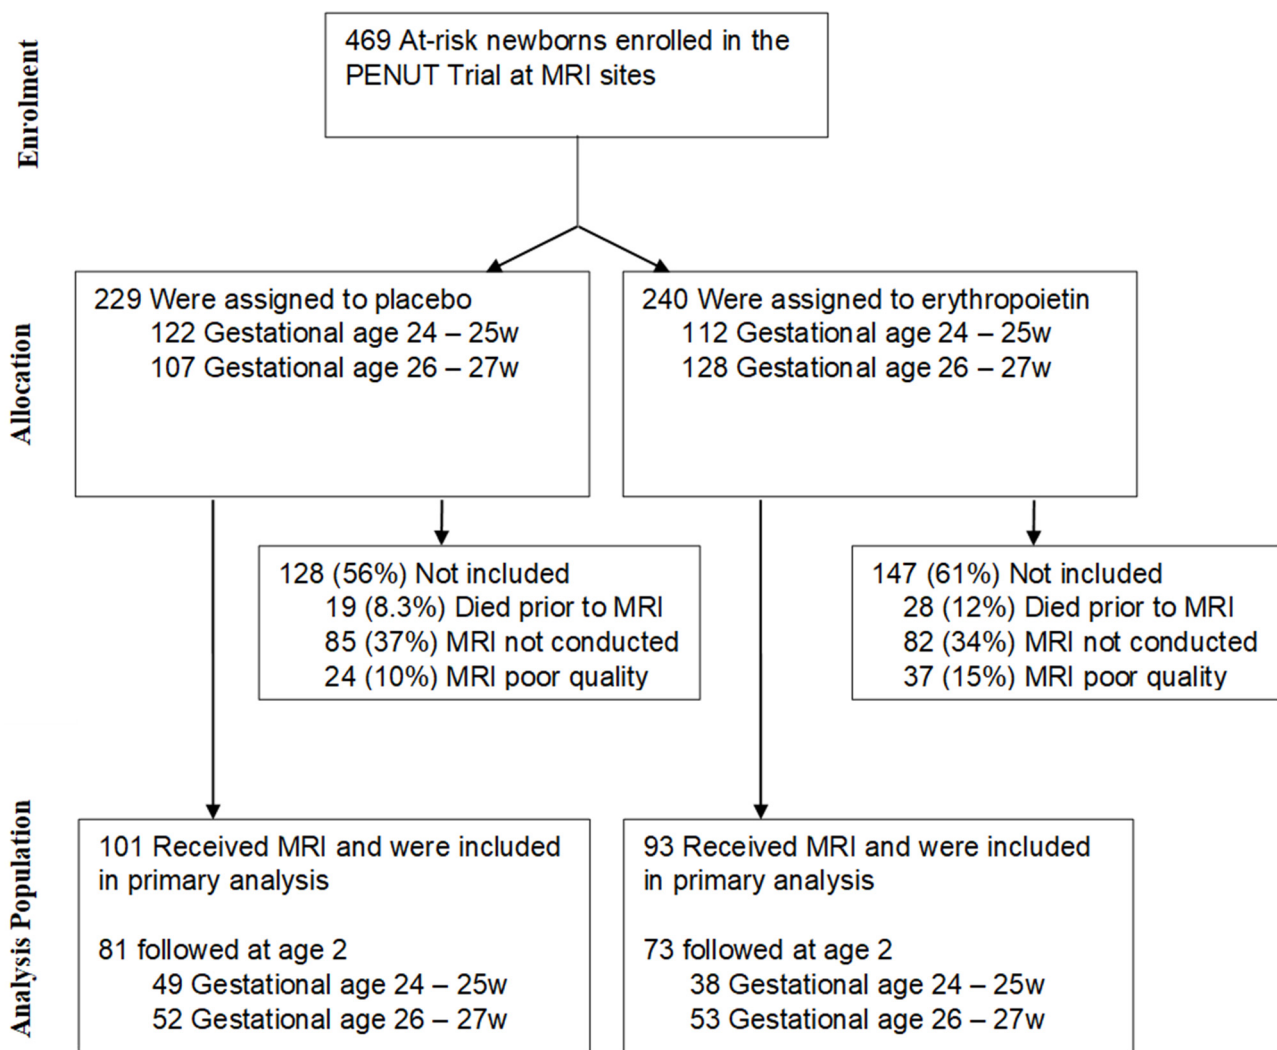 Enrolment
469 At-risk newborns enrolled in the
PENUT Trial at MRI sites
Allocation
229 Were assigned to placebo
122 Gestational age 24 – 25w
107 Gestational age 26 – 27w
240 Were assigned to erythropoietin
112 Gestational age 24 – 25w
128 Gestational age 26 – 27w
128 (56%) Not included
19 (8.3%) Died prior to MRI
85 (37%) MRI not conducted
24 (10%) MRI poor quality
147 (61%) Not included
28 (12%) Died prior to MRI
82 (34%) MRI not conducted
37 (15%) MRI poor quality
Analysis Population
101 Received MRI and were included
in primary analysis
81 followed at age 2
49 Gestational age 24 – 25w
52 Gestational age 26 – 27w
93 Received MRI and were included
in primary analysis
73 followed at age 2
38 Gestational age 24 – 25w
53 Gestational age 26 – 27w